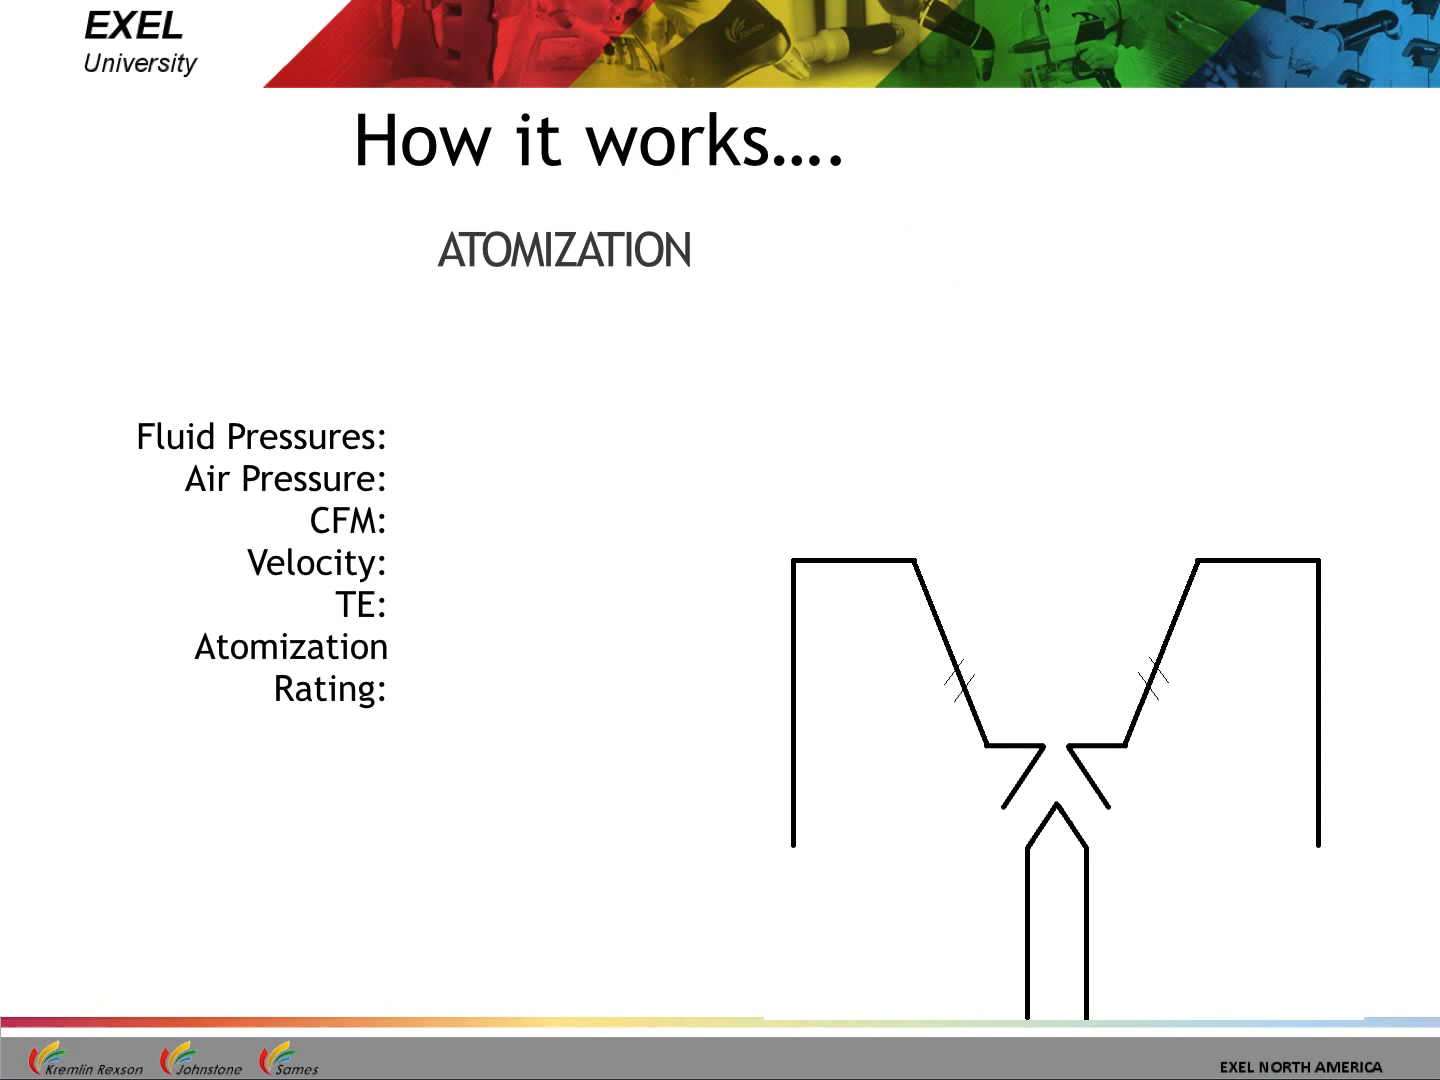 EXEL
University
Sames
How it works….
ATOMIZATION
Fluid Pressures:
Air Pressure:
CFM:
Velocity:
TE:
Atomization
Rating:
Kremlin Rexson
Johnstone
Sames
EXEL NORTH AMERICA